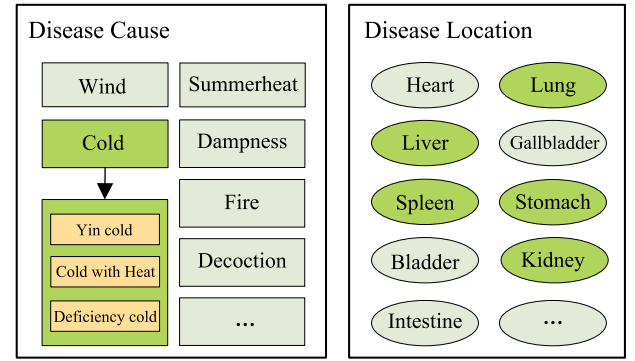 Disease Cause
Wind
Summerheat
Cold
Dampness
Fire
Yin cold
Cold with Heat
Deficiency cold
Decoction
...
Disease Location
Heart
Lung
Liver
Gallbladder
Spleen
Stomach
Bladder
Kidney
Intestine
...